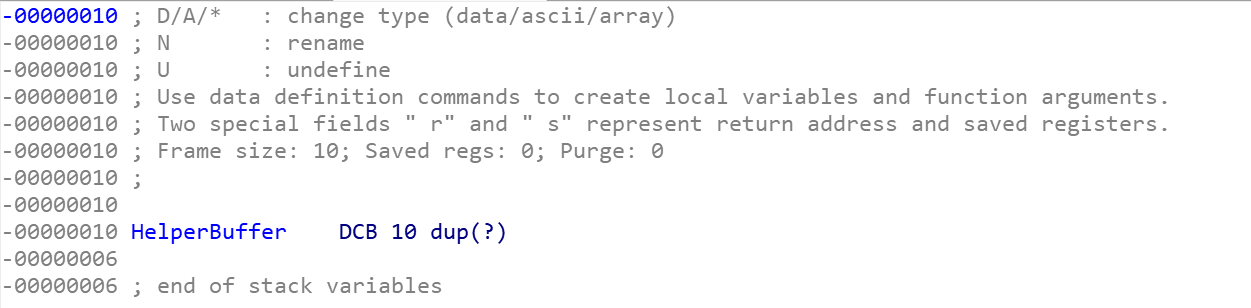 -00000010 ; D/A/*   : change type (data/ascii/array)
-00000010 ; N       : rename
-00000010 ; U       : undefine
-00000010 ; Use data definition commands to create local variables and function arguments.
-00000010 ; Two special fields " r" and " s" represent return address and saved registers.
-00000010 ; Frame size: 10; Saved regs: 0; Purge: 0
-00000010 ;
-00000010
-00000010 HelperBuffer    DCB 10 dup(?)
-00000006
-00000006 ; end of stack variables